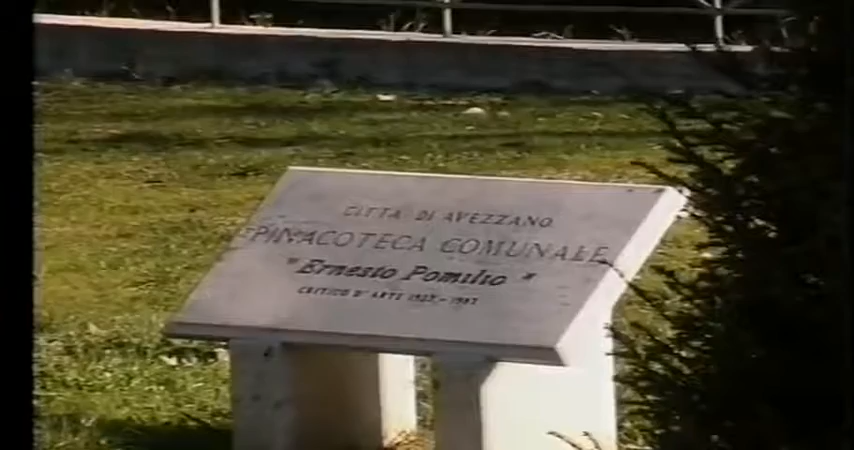 CITTA DI AVEZZANO
PINACOTECA COMUNALE
"Ernesto Pomilio"
CRITICO D'ARTE